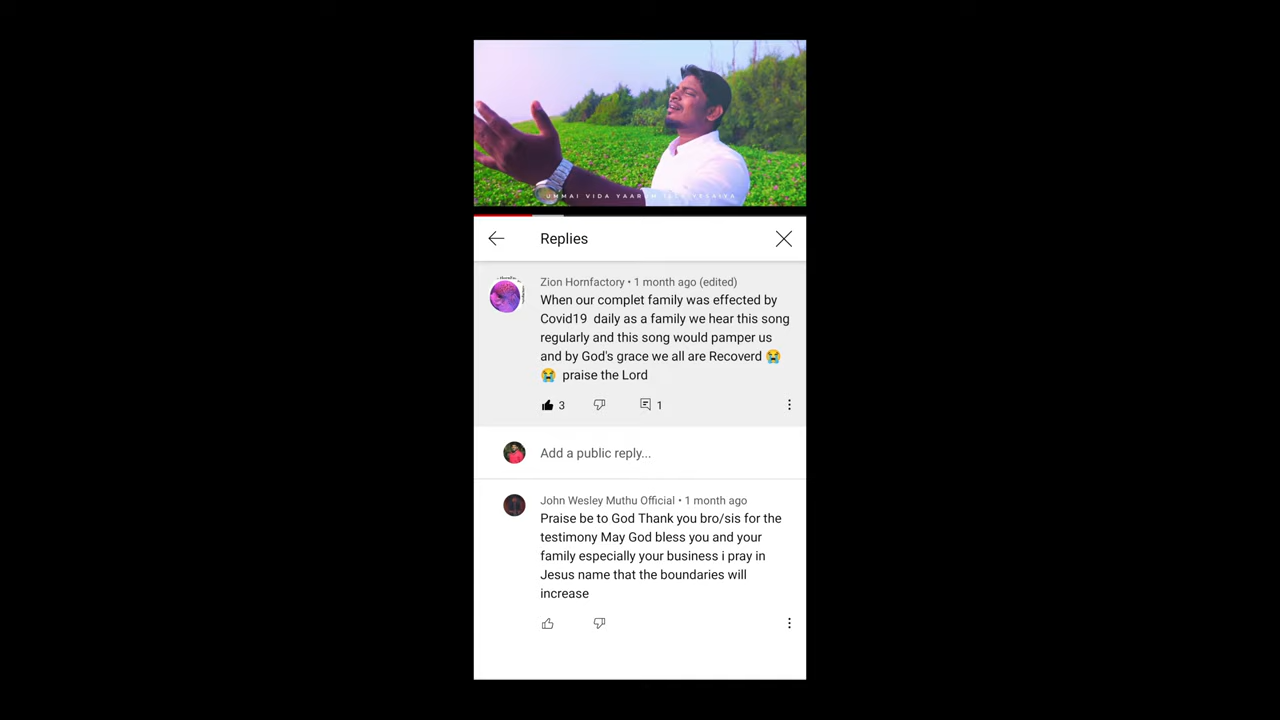 UMMAI VIDA
Replies
Zion Hornfactory • 1 month ago (edited)
When our complet family was effected by
Covid19 daily as a family we hear this song
regularly and this song would pamper us
and by God's grace we all are Recoverd 😭
😭 praise the Lord
3
1
Add a public reply...
John Wesley Muthu Official • 1 month ago
Praise be to God Thank you bro/sis for the
testimony May God bless you and your
family especially your business i pray in
Jesus name that the boundaries will
increase